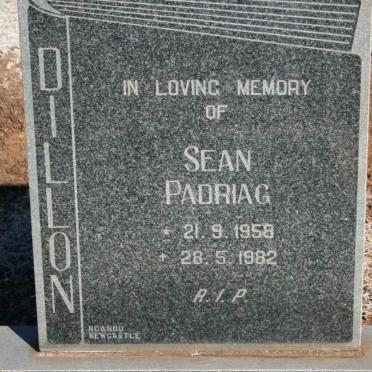 DILLON
IN LOVING MEMORY
OF
SEAN
PADRIAG
* 21.9.1958
+ 28.5.1982
R.I.P.
NCANDU
NEWCASTLE